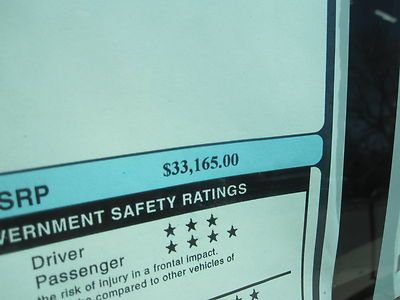 SRP $33,165.00
VERNMENT SAFETY RATINGS
Driver ★★★
Passenger ★★★★
the risk of injury in a frontal impact.
be compared to other vehicles of